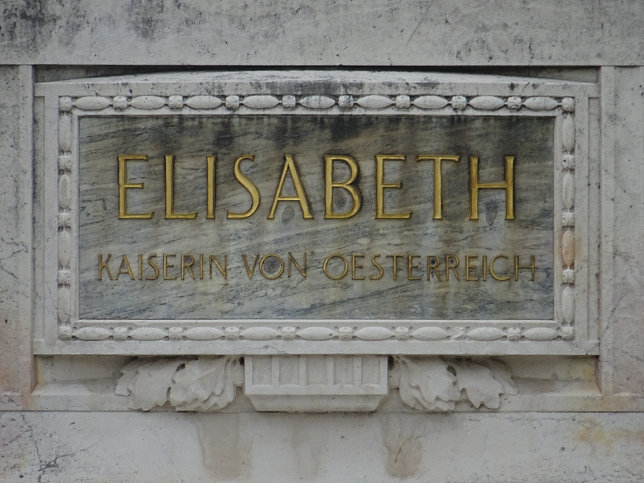 ELISABETH
KAISERIN VON OESTERREICH